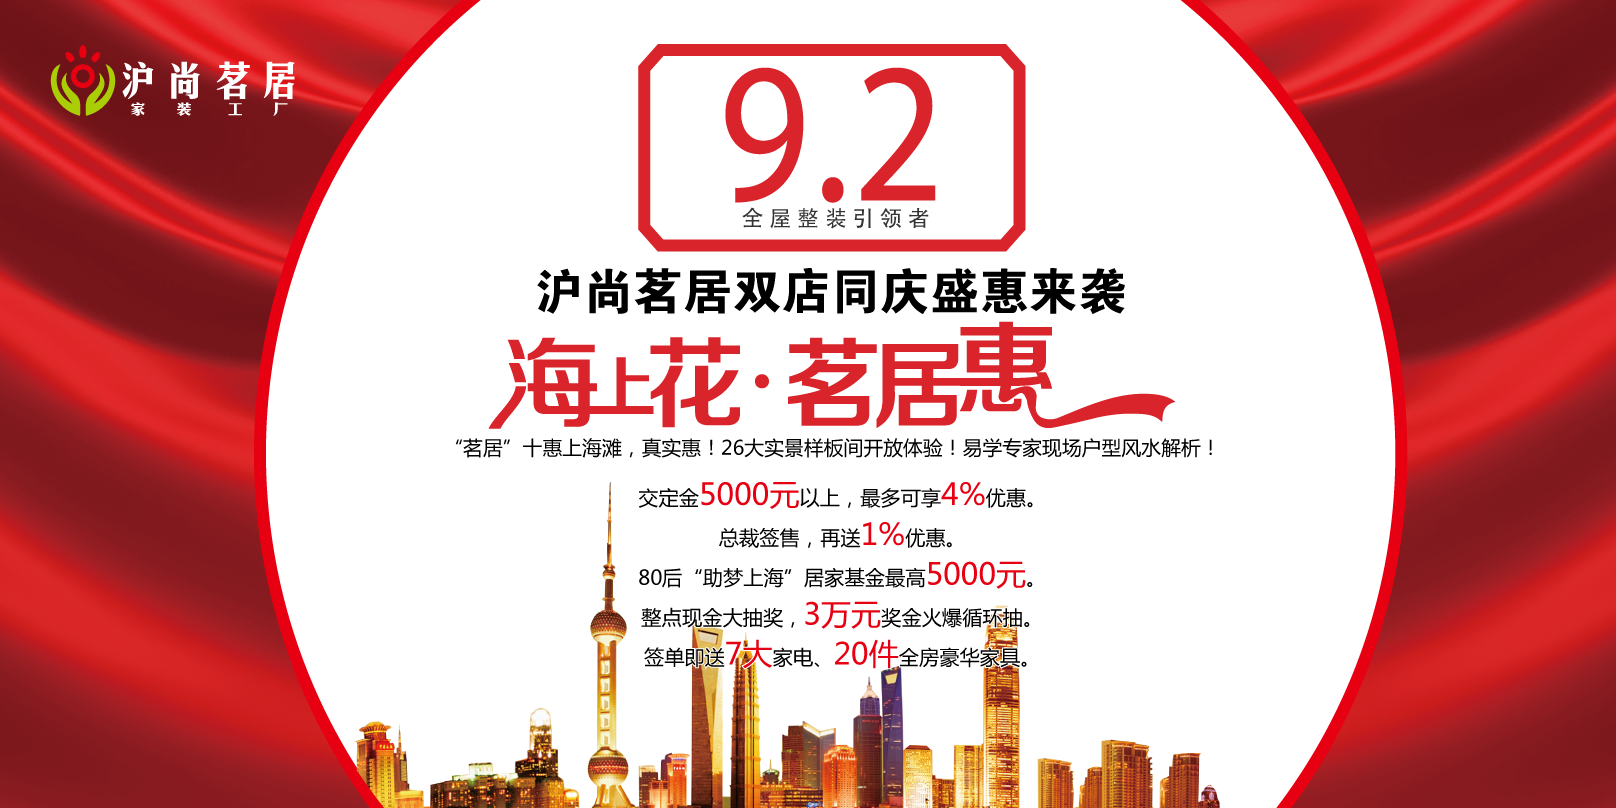 沪尚茗居
家装工厂
9.2
全屋整装引领者
沪尚茗居双店同庆盛惠来袭
海上花·茗居惠
“茗居”十惠上海滩，真实惠！26大实景样板间开放体验！易学专家现场户型风水解析！
交定金5000元以上，最多可享4%优惠。
总裁签售，再送1%优惠。
80后“助梦上海”居家基金最高5000元。
整点现金大抽奖，3万元奖金火爆循环抽。
签单即送7大家电、20件全房豪华家具。